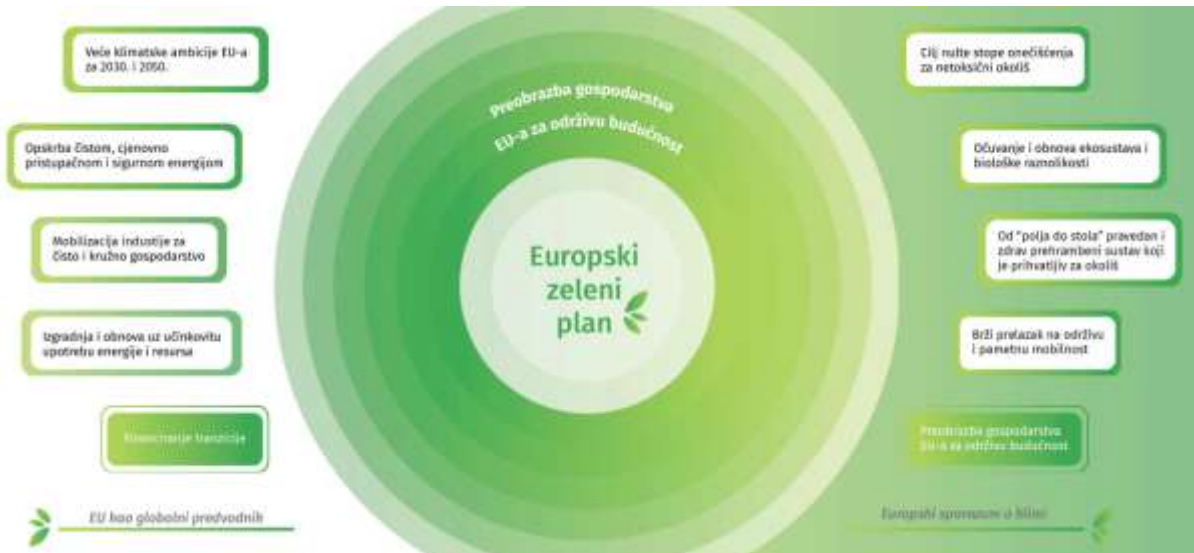 Veće klimatske ambicije EU-a
za 2030. i 2050.
Opskrba čistom, cjenovno
pristupačnom i sigurnom energijom
Mobilizacija industije za
čisto i kružno gospodarstvo
Izgradnja i obnova uz učinkovitu
upotrebu energije i resursa
Financiranje tranzicije
EU kao globalni predvodnik
Preobrazba gospodarstva
EU-a za održivu budućnost
Europski
zeleni
plan
Cilj nulte stope onečišćenja
za netoksični okoliš
Očuvanje i obnova ekosustava i
biološke raznolikosti
Od "polja do stola" pravedan i
zdrav prehrambeni sustav koji
je prihvatljiv za okoliš
Brži prelazak na održivu
i pametnu mobilnost
Preobrazba gospodarstva
EU-a za održiv budućnost
Europski sporazum o klimi